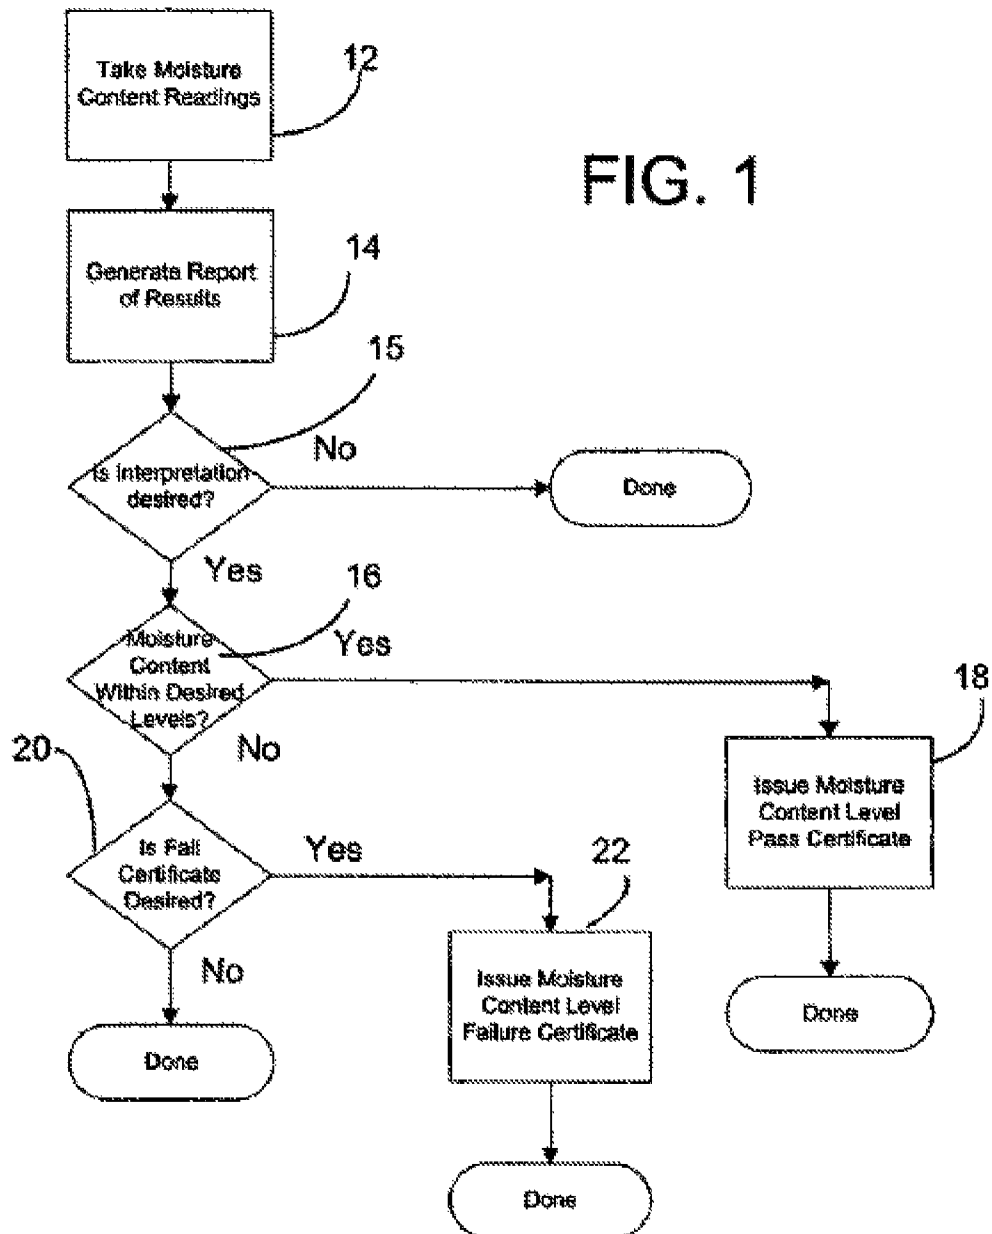 Take Moisture
Content Readings
12
FIG. 1
Generate Report
of Results
14
15
Is Interpretation
desired?
No
Done
Yes
16
Moisture
Content
Within Desired
Levels?
Yes
18
No
20
Issue Moisture
Content Level
Pass Certificate
Is Fail
Certificate
Desired?
Yes
22
No
Issue Moisture
Content Level
Failure Certificate
Done
Done
Done